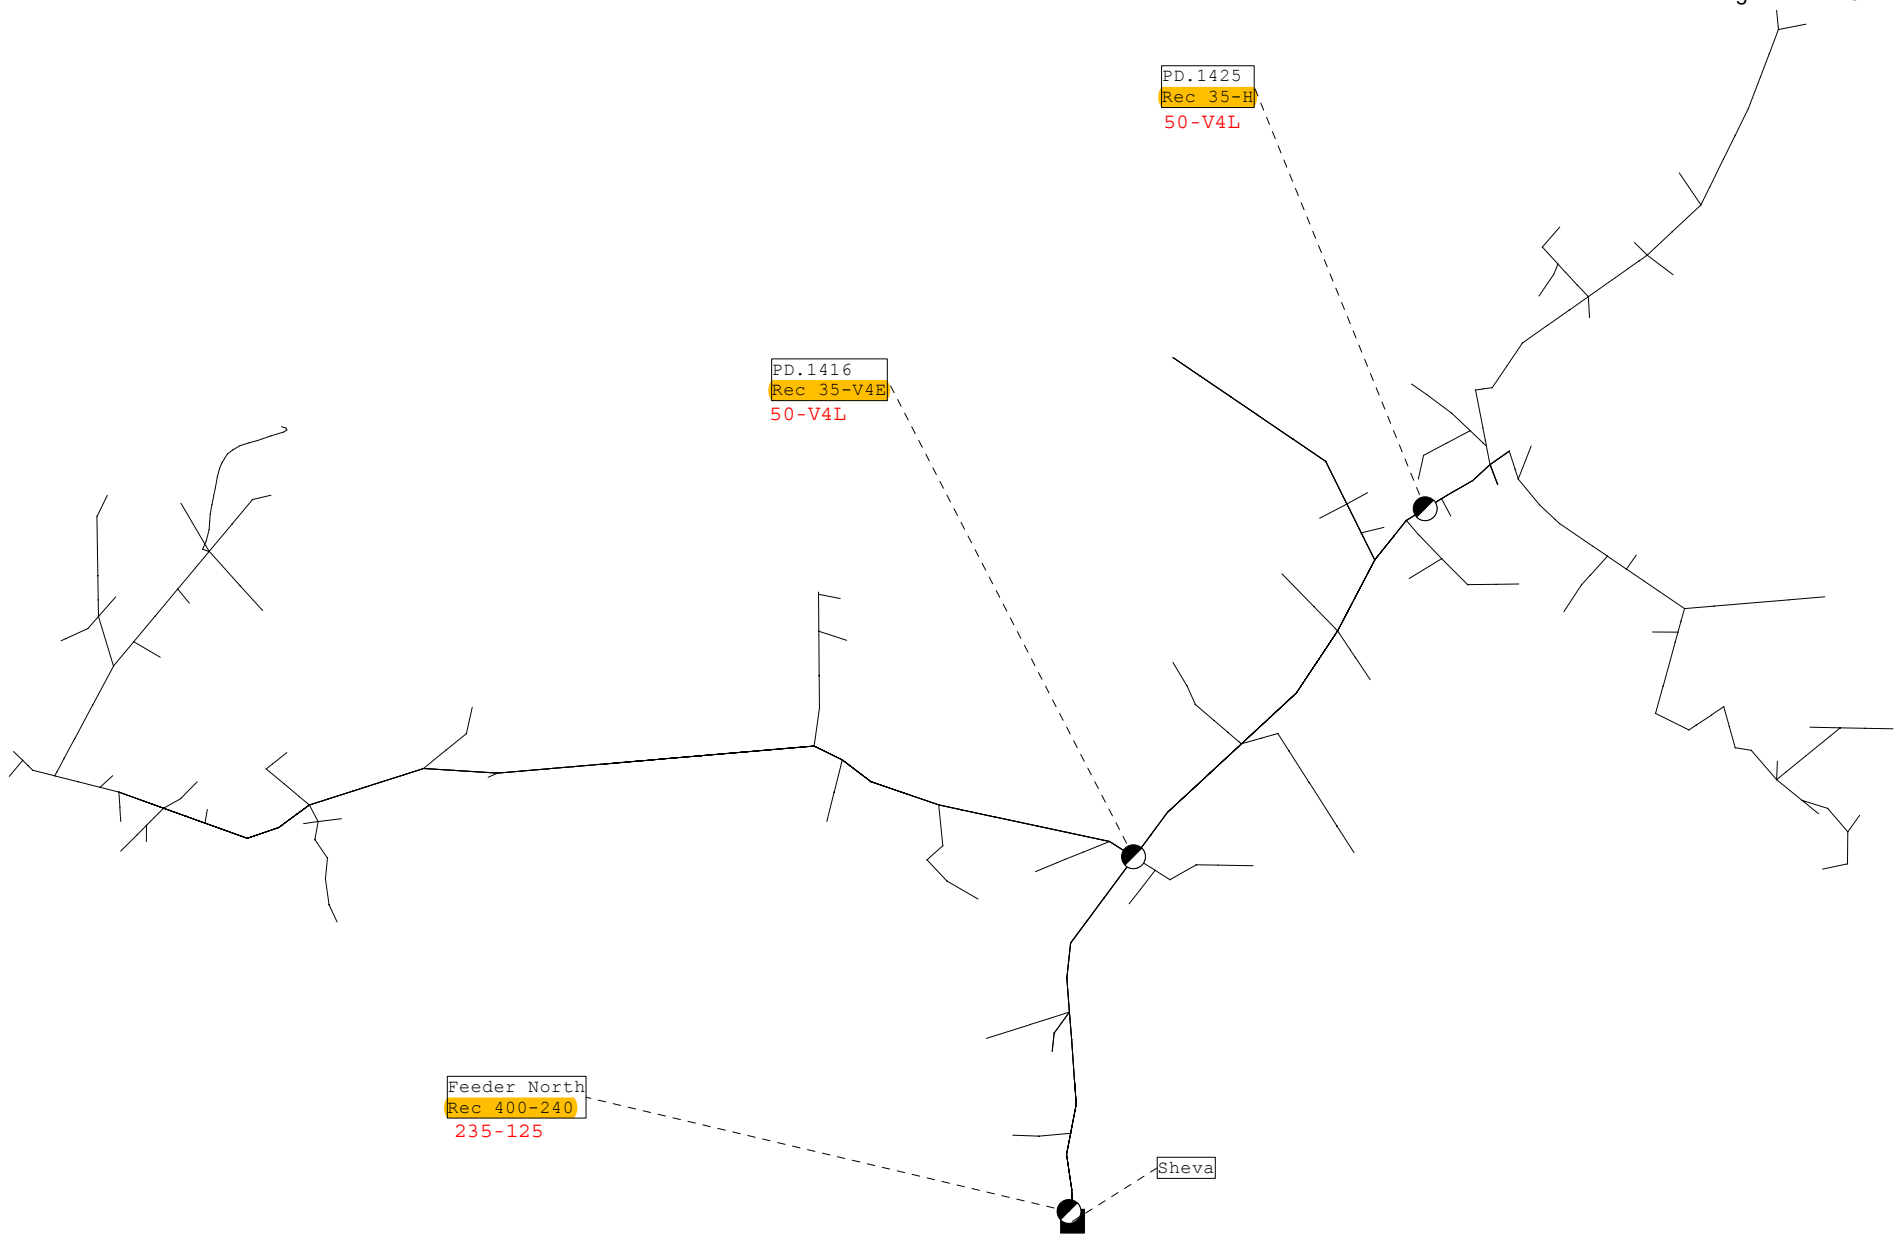 PD.1425
Rec 35-H
50-V4L
PD.1416
Rec 35-V4E
50-V4L
Feeder North
Rec 400-240
235-125
Sheva